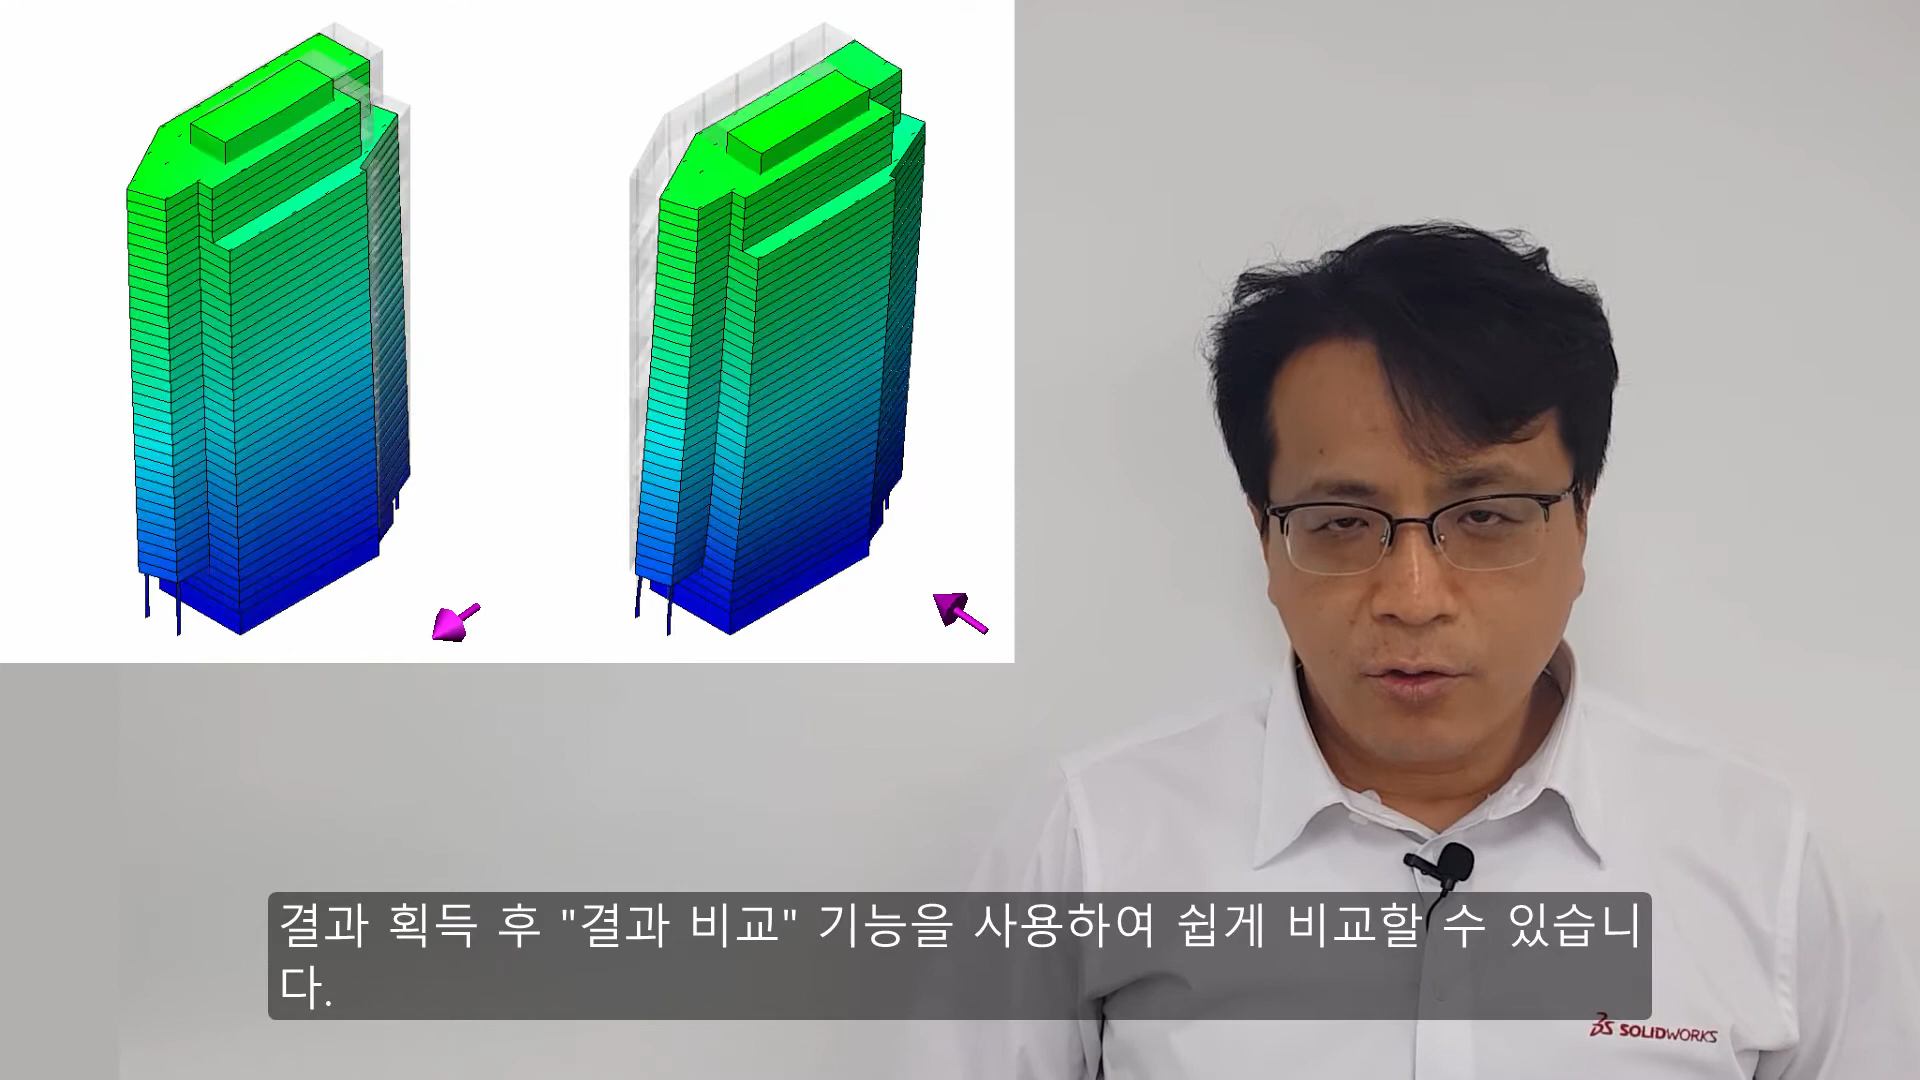 결과 획득 후 "결과 비교" 기능을 사용하여 쉽게 비교할 수 있습니
다.
SOLIDWORKS